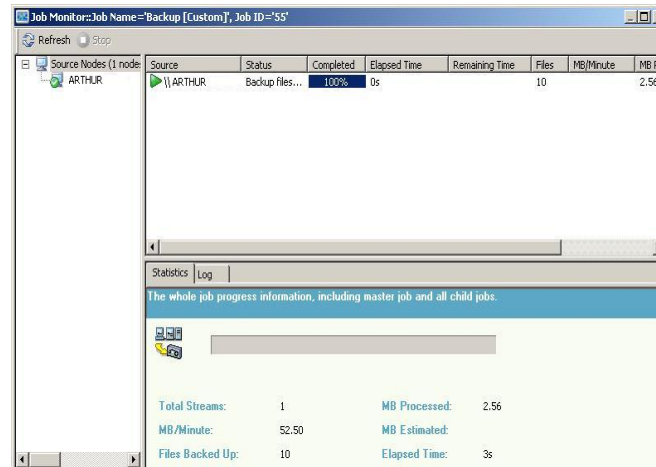 Job Monitor::Job Name='Backup [Custom]', Job ID='55'
Refresh Stop
Source Nodes (1 node
ARTHUR
Source Status Completed Elapsed Time Remaining Time Files MB/Minute MB
\\ ARTHUR Backup files... 100% 0s 10 2.56
Statistics Log
The whole job progress information, including master job and all child jobs.
Total Streams: 1 MB Processed: 2.56
MB/Minute: 52.50 MB Estimated:
Files Backed Up: 10 Elapsed Time: 3s